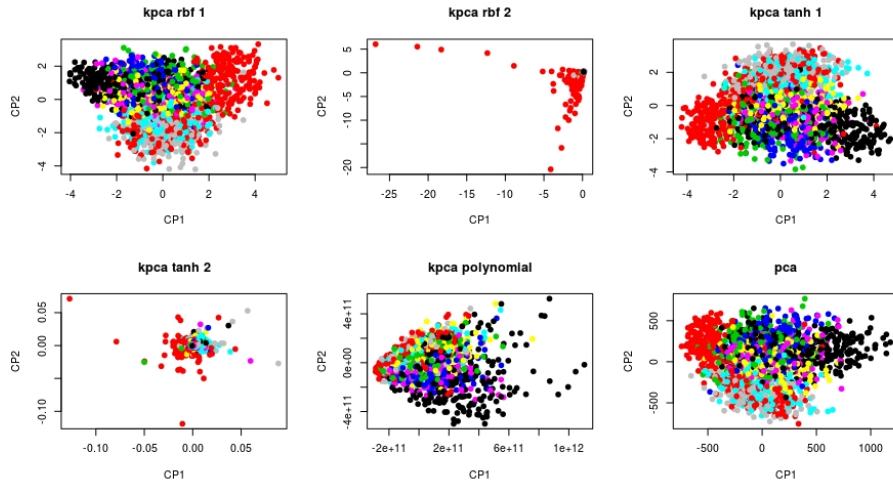 kpca rbf 1
CP2
2
0
-2
-4
-4 -2 0 2 4
CP1
kpca rbf 2
CP2
5
0
-5
-10
-20
-25 -20 -15 -10 -5 0
CP1
kpca tanh 1
CP2
2
0
-2
-4
-4 -2 0 2 4
CP1
kpca tanh 2
CP2
0.05
0.00
-0.10
-0.10 0.00 0.05
CP1
kpca polynomial
CP2
4e+11
0e+00
-4e+11
-2e+11 2e+11 6e+11 1e+12
CP1
pca
CP2
500
0
-500
-500 0 500 1000
CP1